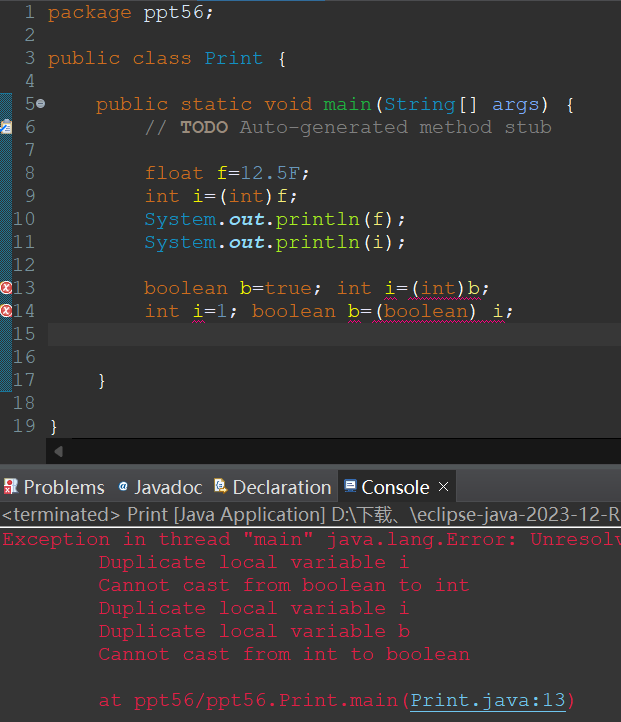 1 package ppt56;
2
3 public class Print {
4
5 public static void main(String[] args) {
6 // TODO Auto-generated method stub
7
8 float f=12.5F;
9 int i=(int)f;
10 System.out.println(f);
11 System.out.println(i);
12
13 boolean b=true; int i=(int)b;
14 int i=1; boolean b=(boolean) i;
15
16
17 }
18
19 }
Problems Javadoc Declaration Console
<terminated> Print [Java Application] D:\下载、\eclipse-java-2023-12-R
Exception in thread "main" java.lang.Error: Unresolv
Duplicate local variable i
Cannot cast from boolean to int
Duplicate local variable i
Duplicate local variable b
Cannot cast from int to boolean
at ppt56/ppt56.Print.main(Print.java:13)